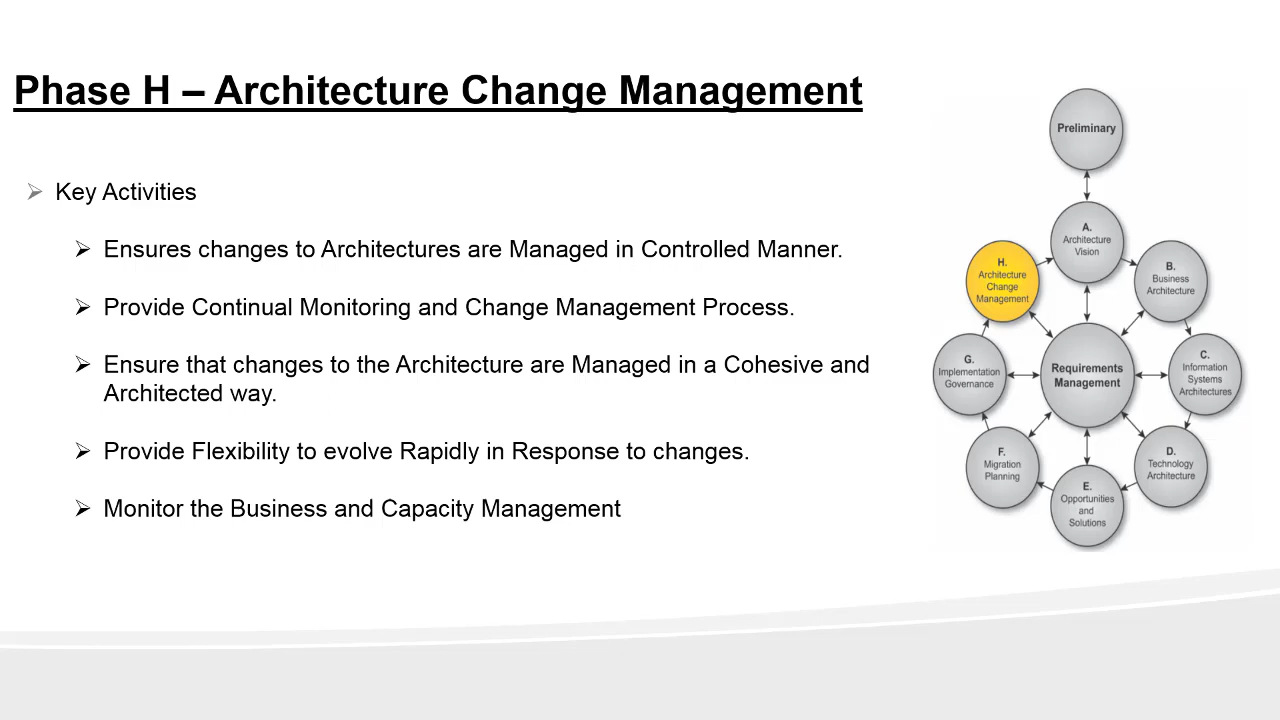 Phase H – Architecture Change Management
Key Activities
Ensures changes to Architectures are Managed in Controlled Manner.
Provide Continual Monitoring and Change Management Process.
Ensure that changes to the Architecture are Managed in a Cohesive and
Architected way.
Provide Flexibility to evolve Rapidly in Response to changes.
Monitor the Business and Capacity Management
Preliminary
A.
Architecture
Vision
B.
Business
Architecture
C.
Information
Systems
Architectures
D.
Technology
Architecture
E.
Opportunities
and
Solutions
F.
Migration
Planning
G.
Implementation
Governance
H.
Architecture
Change
Management
Requirements
Management